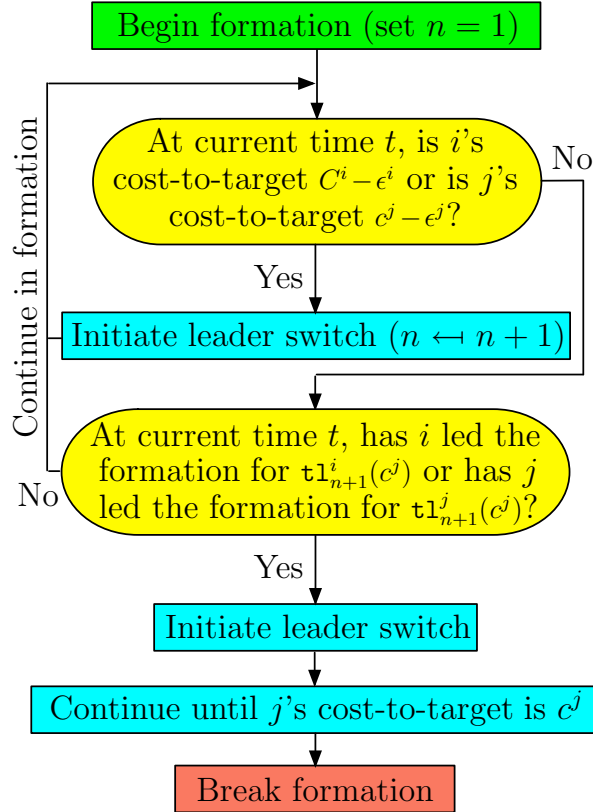 Begin formation (set n = 1)
At current time t, is i's
cost-to-target C^i − ϵ^i or is j's
cost-to-target c^j − ϵ^j?
No
Yes
Continue in formation
Initiate leader switch (n ↤ n + 1)
At current time t, has i led the
formation for tl^i_{n+1}(c^j) or has j
led the formation for tl^j_{n+1}(c^j)?
No
Yes
Initiate leader switch
Continue until j's cost-to-target is c^j
Break formation